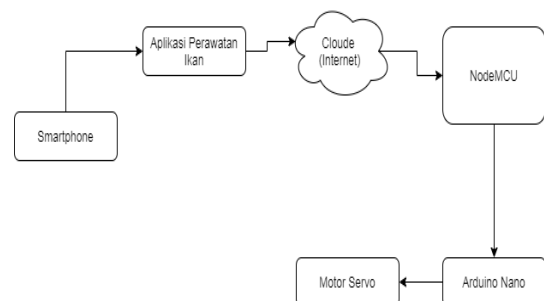 Aplikasi Perawatan
Ikan
Cloude
(Internet)
NodeMCU
Smartphone
Motor Servo
Arduino Nano